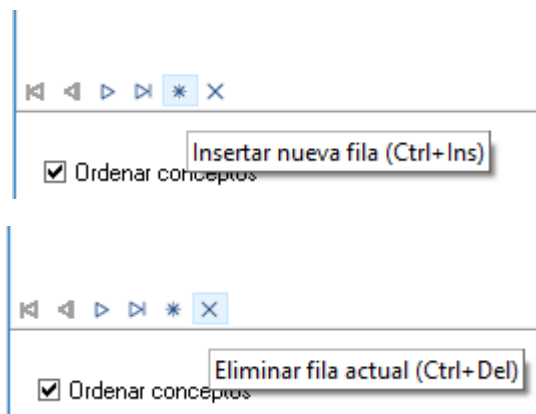 Insertar nueva fila (Ctrl+Ins)
Ordenar conceptos
Eliminar fila actual (Ctrl+Del)
Ordenar conceptos